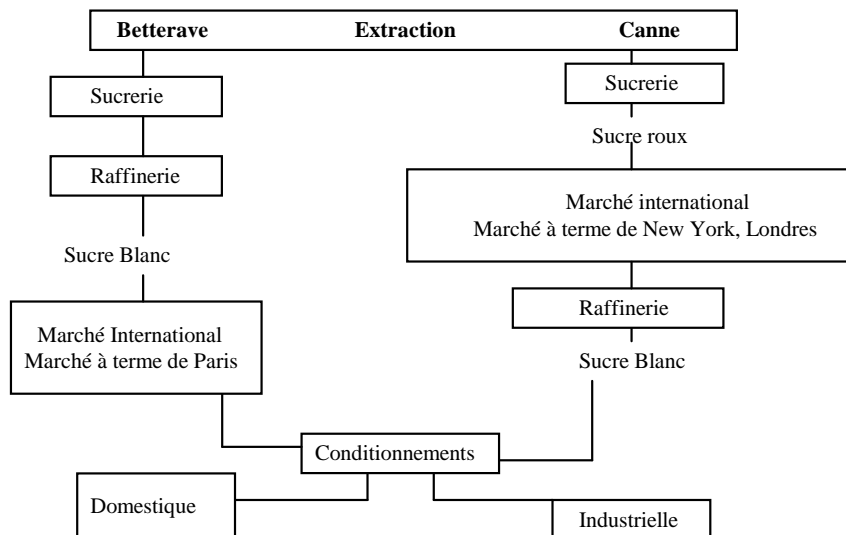 Betterave Extraction Canne
Sucrerie
Raffinerie
Sucre Blanc
Marché International
Marché à terme de Paris
Sucrerie
Sucre roux
Marché international
Marché à terme de New York, Londres
Raffinerie
Sucre Blanc
Conditionnements
Domestique
Industrielle